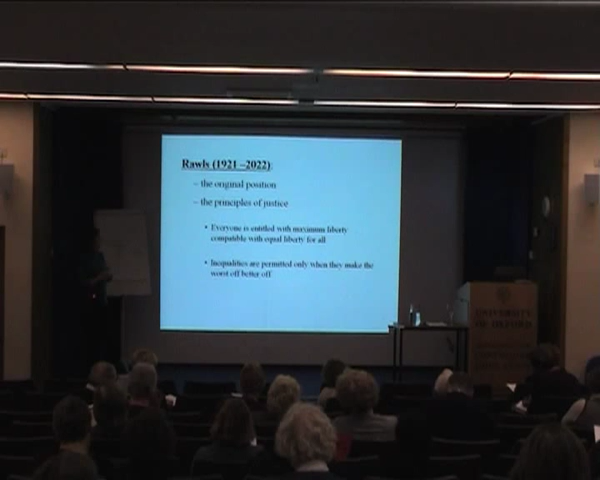 Rawls (1921 –2022)
– the original position
– the principles of justice
• Everyone is entitled with maximum liberty
compatible with equal liberty for all
• Inequalities are permitted only when they make the
worst off better off
UNIVERSITY
OF OXFORD